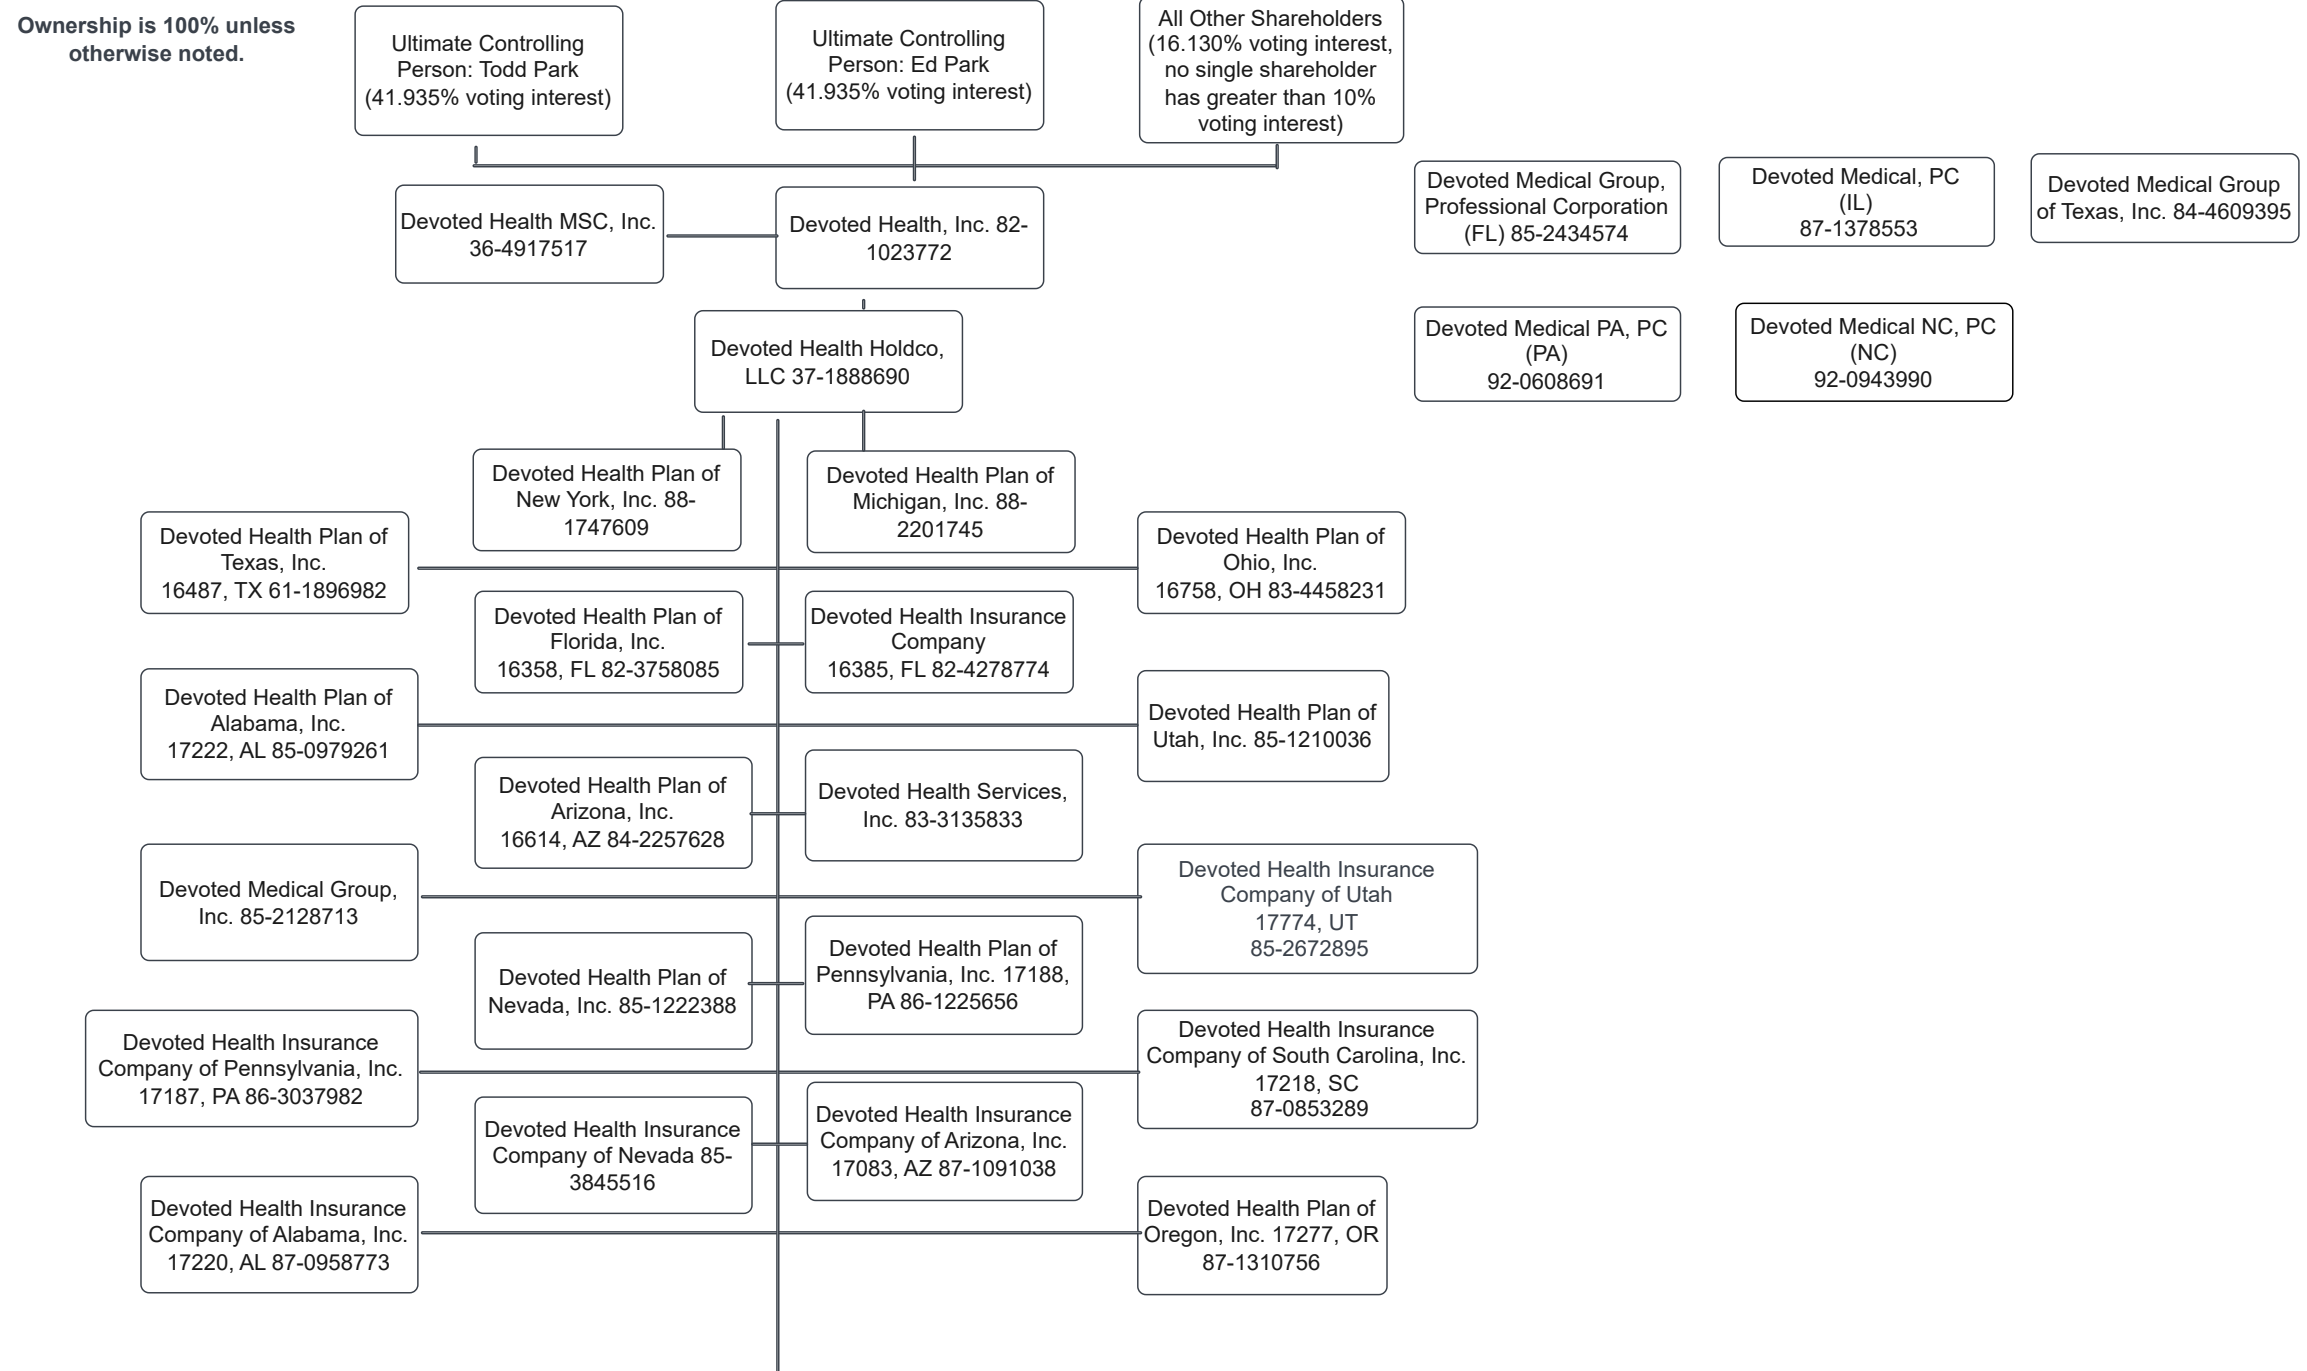 Ownership is 100% unless
otherwise noted.
Ultimate Controlling
Person: Todd Park
(41.935% voting interest)
Ultimate Controlling
Person: Ed Park
(41.935% voting interest)
All Other Shareholders
(16.130% voting interest,
no single shareholder
has greater than 10%
voting interest)
Devoted Health MSC, Inc.
36-4917517
Devoted Health, Inc. 82-
1023772
Devoted Medical Group,
Professional Corporation
(FL) 85-2434574
Devoted Medical, PC
(IL)
87-1378553
Devoted Medical Group
of Texas, Inc. 84-4609395
Devoted Health Holdco,
LLC 37-1888690
Devoted Medical PA, PC
(PA)
92-0608691
Devoted Medical NC, PC
(NC)
92-0943990
Devoted Health Plan of
New York, Inc. 88-
1747609
Devoted Health Plan of
Michigan, Inc. 88-
2201745
Devoted Health Plan of
Texas, Inc.
16487, TX 61-1896982
Devoted Health Plan of
Ohio, Inc.
16758, OH 83-4458231
Devoted Health Plan of
Florida, Inc.
16358, FL 82-3758085
Devoted Health Insurance
Company
16385, FL 82-4278774
Devoted Health Plan of
Alabama, Inc.
17222, AL 85-0979261
Devoted Health Plan of
Utah, Inc. 85-1210036
Devoted Health Plan of
Arizona, Inc.
16614, AZ 84-2257628
Devoted Health Services,
Inc. 83-3135833
Devoted Medical Group,
Inc. 85-2128713
Devoted Health Insurance
Company of Utah
17774, UT
85-2672895
Devoted Health Plan of
Nevada, Inc. 85-1222388
Devoted Health Plan of
Pennsylvania, Inc. 17188,
PA 86-1225656
Devoted Health Insurance
Company of Pennsylvania, Inc.
17187, PA 86-3037982
Devoted Health Insurance
Company of South Carolina, Inc.
17218, SC
87-0853289
Devoted Health Insurance
Company of Nevada 85-
3845516
Devoted Health Insurance
Company of Arizona, Inc.
17083, AZ 87-1091038
Devoted Health Insurance
Company of Alabama, Inc.
17220, AL 87-0958773
Devoted Health Plan of
Oregon, Inc. 17277, OR
87-1310756